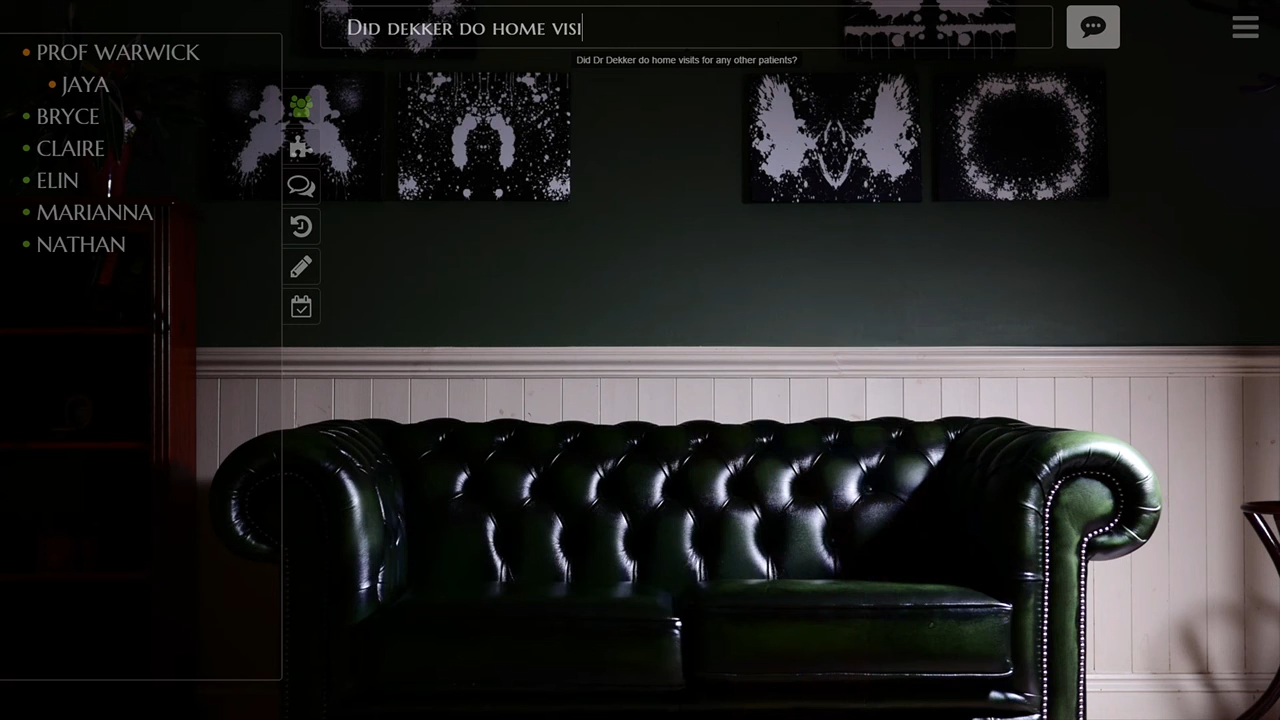 Did dekker do home visi
Did Dr Dekker do home visits for any other patients?
PROF WARWICK
JAYA
BRYCE
CLAIRE
ELIN
MARIANNA
NATHAN